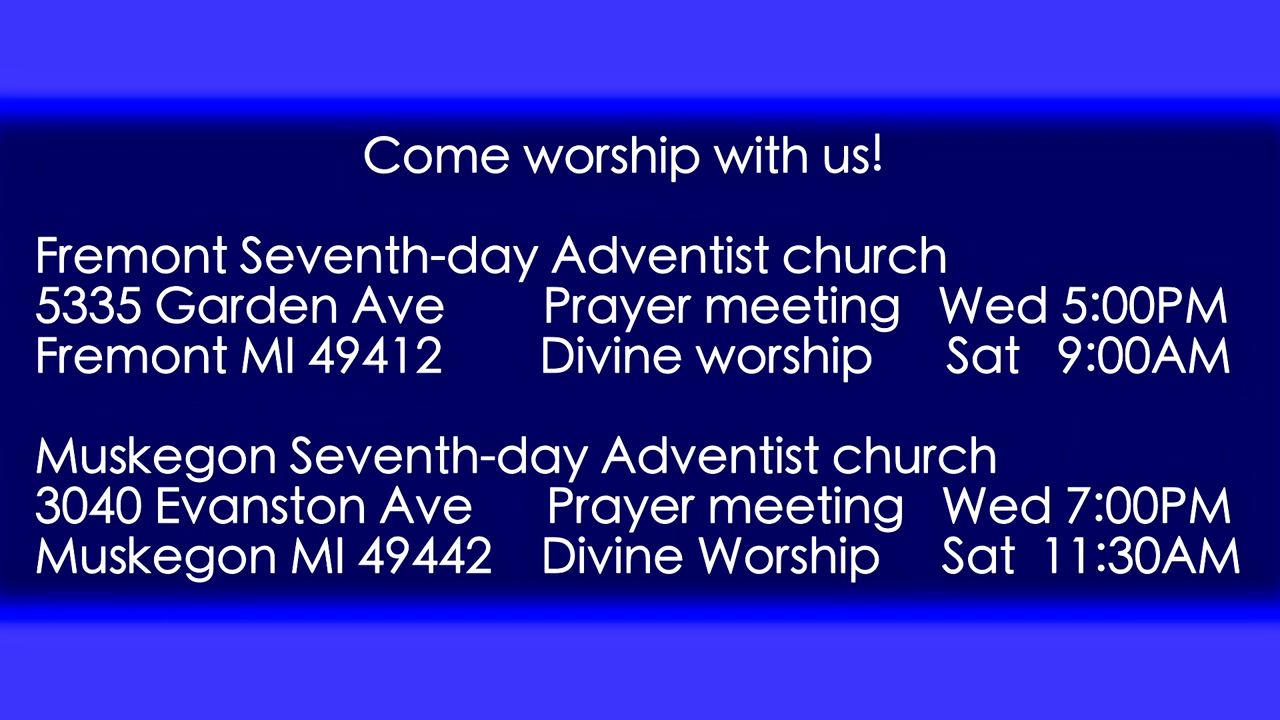 Come worship with us!
Fremont Seventh-day Adventist church
5335 Garden Ave Prayer meeting Wed 5:00PM
Fremont MI 49412 Divine worship Sat 9:00AM
Muskegon Seventh-day Adventist church
3040 Evanston Ave Prayer meeting Wed 7:00PM
Muskegon MI 49442 Divine Worship Sat 11:30AM